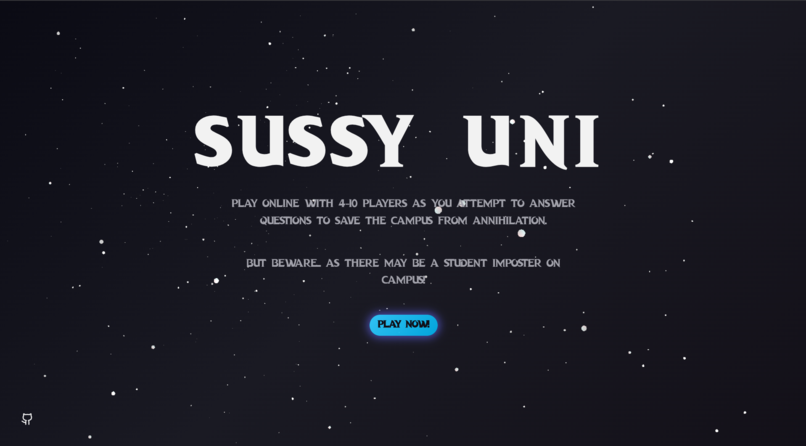 SUSSY UNI
PLAY ONLINE WITH 4-10 PLAYERS AS YOU ATTEMPT TO ANSWER
QUESTIONS TO SAVE THE CAMPUS FROM ANNIHILATION.
BUT BEWARE... AS THERE MAY BE A STUDENT IMPOSTER ON
CAMPUS!
PLAY NOW!